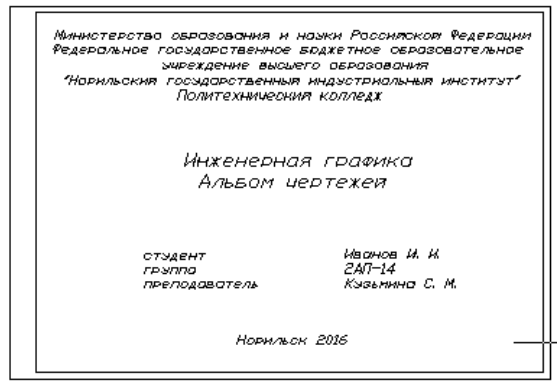 Министерство образования и науки Российской Федерации
Федеральное государственное бюджетное образовательное
учреждение высшего образования
"Норильский государственный индустриальный институт"
Политехнический колледж
Инженерная графика
Альбом чертежей
студент Иванов И. И.
группа 2АП-14
преподаватель Кузьмина С. М.
Норильск 2016